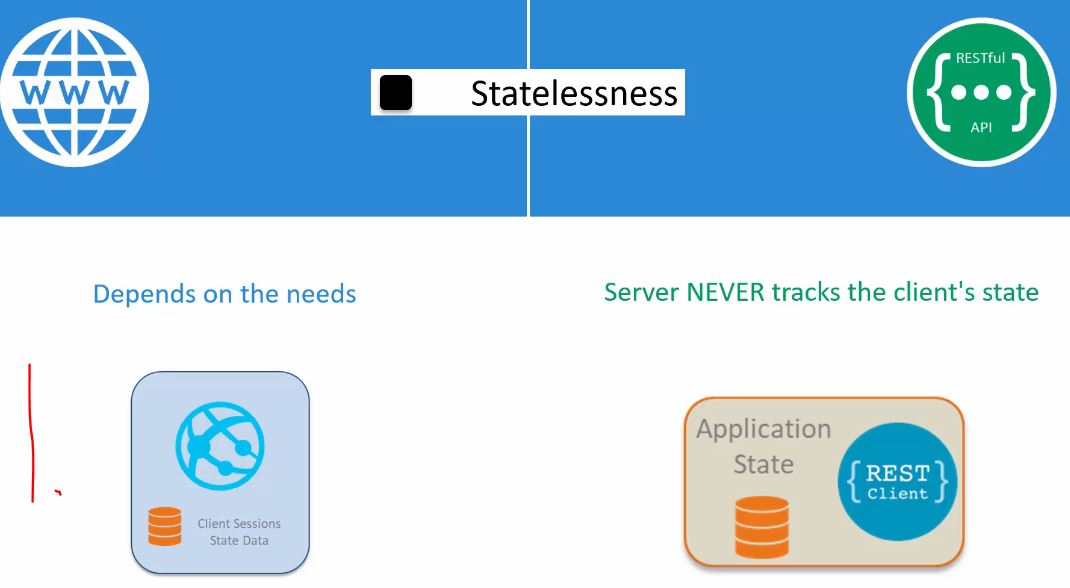 WWW
Statelessness
RESTful
{•••}
API
Depends on the needs
Server NEVER tracks the client's state
Client Sessions
State Data
Application
State
{REST}
Client